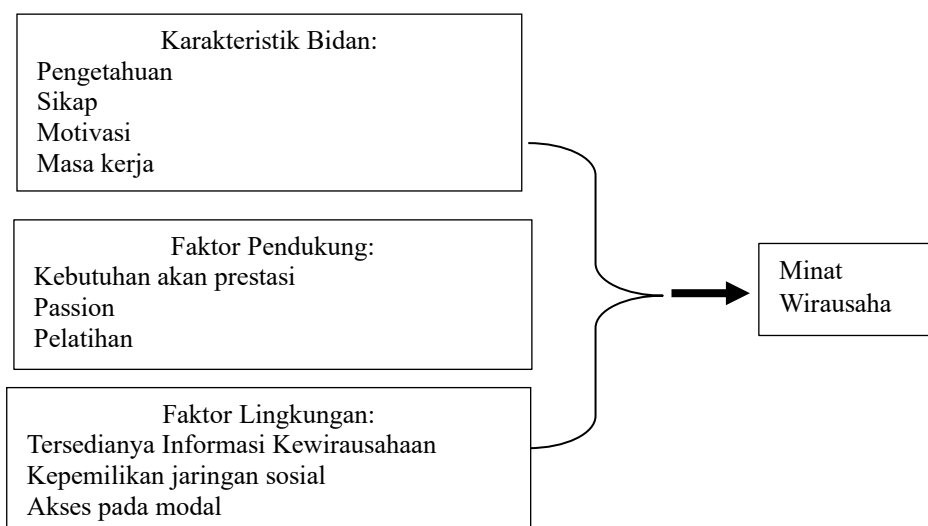 Karakteristik Bidan:
Pengetahuan
Sikap
Motivasi
Masa kerja
Faktor Pendukung:
Kebutuhan akan prestasi
Passion
Pelatihan
Faktor Lingkungan:
Tersedianya Informasi Kewirausahaan
Kepemilikan jaringan sosial
Akses pada modal
Minat
Wirausaha